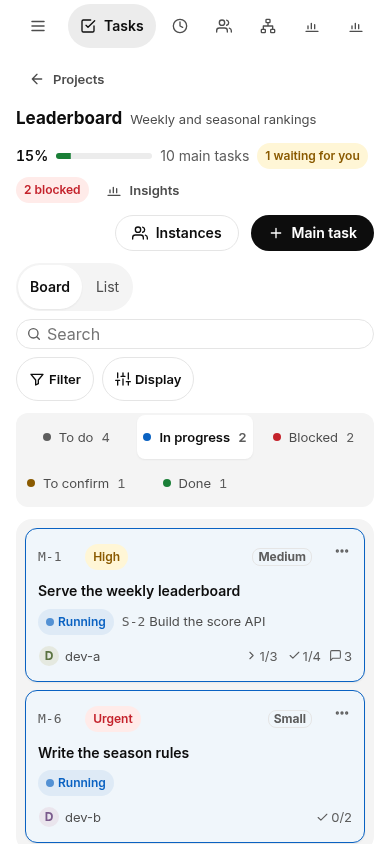 Tasks
Projects
Leaderboard Weekly and seasonal rankings
15% 10 main tasks 1 waiting for you
2 blocked Insights
Instances Main task
Board List
Search
Filter Display
To do 4 In progress 2 Blocked 2
To confirm 1 Done 1
M-1 High Medium
Serve the weekly leaderboard
Running S-2 Build the score API
D dev-a 1/3 1/4 3
M-6 Urgent Small
Write the season rules
Running
D dev-b 0/2